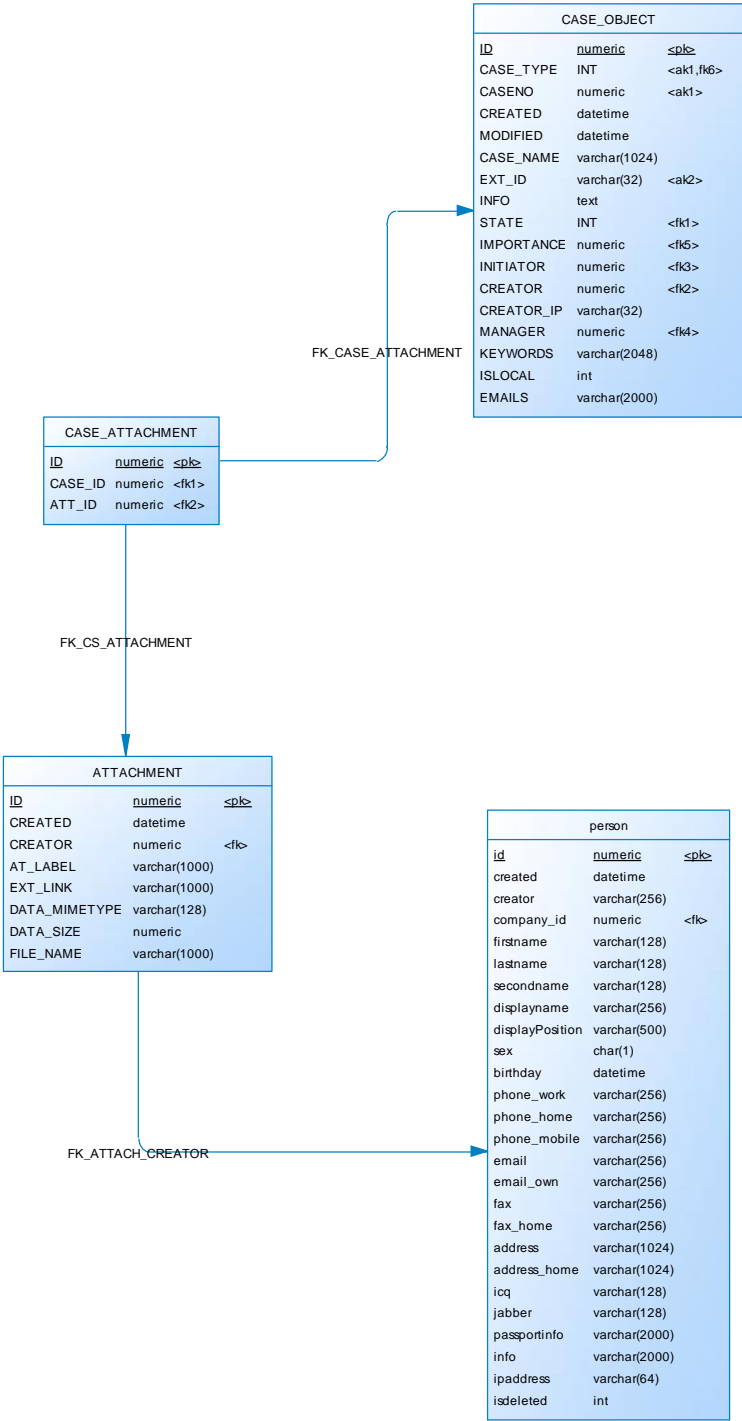 CASE_OBJECT
ID numeric <pk>
CASE_TYPE INT <ak1,fk6>
CASENO numeric <ak1>
CREATED datetime
MODIFIED datetime
CASE_NAME varchar(1024)
EXT_ID varchar(32) <ak2>
INFO text
STATE INT <fk1>
IMPORTANCE numeric <fk5>
INITIATOR numeric <fk3>
CREATOR numeric <fk2>
CREATOR_IP varchar(32)
MANAGER numeric <fk4>
KEYWORDS varchar(2048)
ISLOCAL int
EMAILS varchar(2000)
FK_CASE_ATTACHMENT
CASE_ATTACHMENT
ID numeric <pk>
CASE_ID numeric <fk1>
ATT_ID numeric <fk2>
FK_CS_ATTACHMENT
ATTACHMENT
ID numeric <pk>
CREATED datetime
CREATOR numeric <fk>
AT_LABEL varchar(1000)
EXT_LINK varchar(1000)
DATA_MIMETYPE varchar(128)
DATA_SIZE numeric
FILE_NAME varchar(1000)
FK_ATTACH_CREATOR
person
id numeric <pk>
created datetime
creator varchar(256)
company_id numeric <fk>
firstname varchar(128)
lastname varchar(128)
secondname varchar(128)
displayname varchar(256)
displayPosition varchar(500)
sex char(1)
birthday datetime
phone_work varchar(256)
phone_home varchar(256)
phone_mobile varchar(256)
email varchar(256)
email_own varchar(256)
fax varchar(256)
fax_home varchar(256)
address varchar(1024)
address_home varchar(1024)
icq varchar(128)
jabber varchar(128)
passportinfo varchar(2000)
info varchar(2000)
ipaddress varchar(64)
isdeleted int